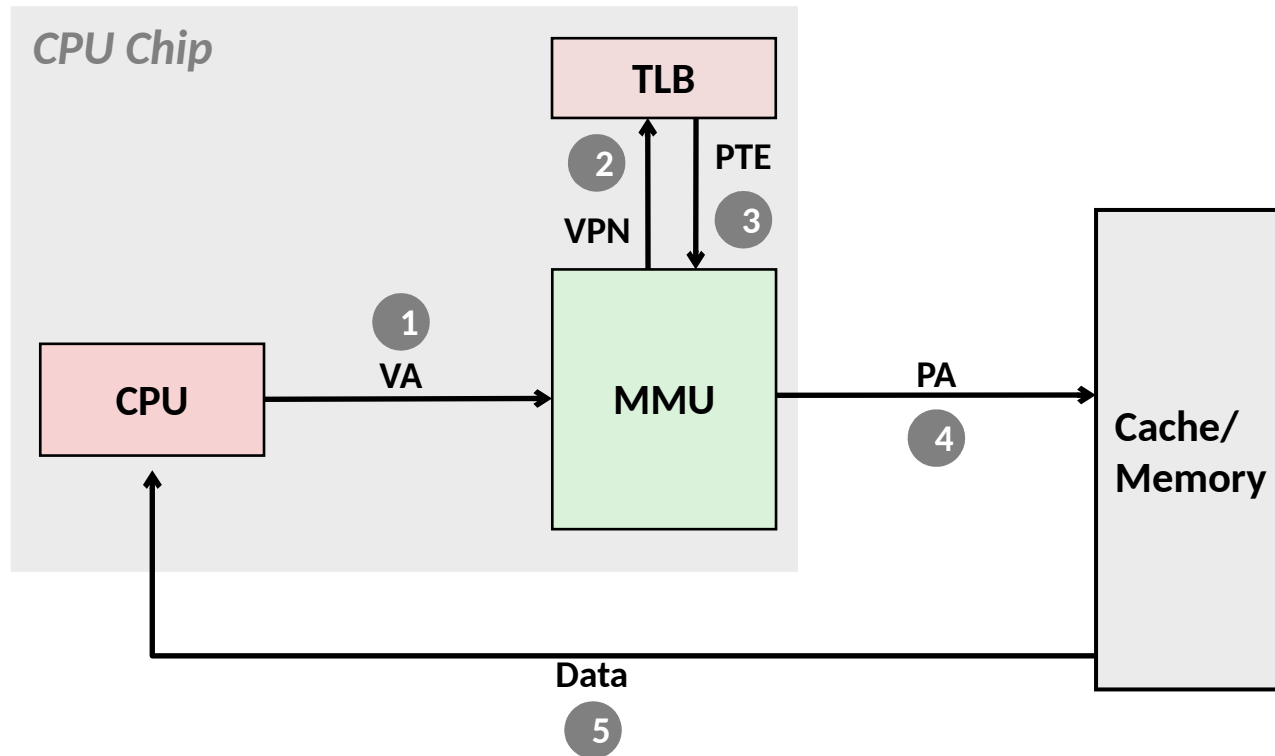 CPU Chip
TLB
2
PTE
3
VPN
1
VA
CPU
MMU
PA
4
Cache/
Memory
Data
5